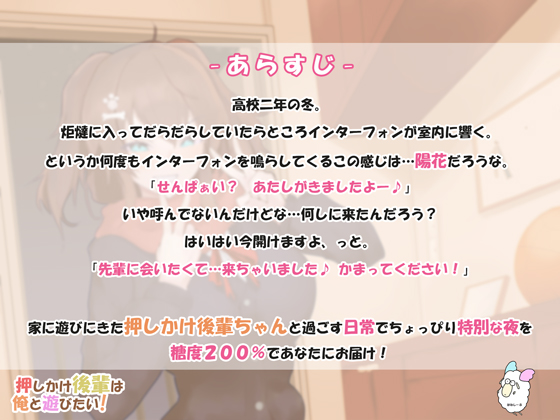 - あらすじ -
高校二年の冬。
炬燵に入ってだらだらしていたらところインターフォンが室内に響く。
というか何度もインターフォンを鳴らしてくるこの感じは…陽花だろうな。
「せんぱぁい？　あたしがきましたよー♪」
いや呼んでないんだけどな…何しに来たんだろう？
はいはい今開けますよ、っと。
「先輩に会いたくて…来ちゃいました♪ かまってください！」
家に遊びにきた押しかけ後輩ちゃんと過ごす日常でちょっぴり特別な夜を
糖度２００％であなたにお届け！
押しかけ後輩は
俺と遊びたい！